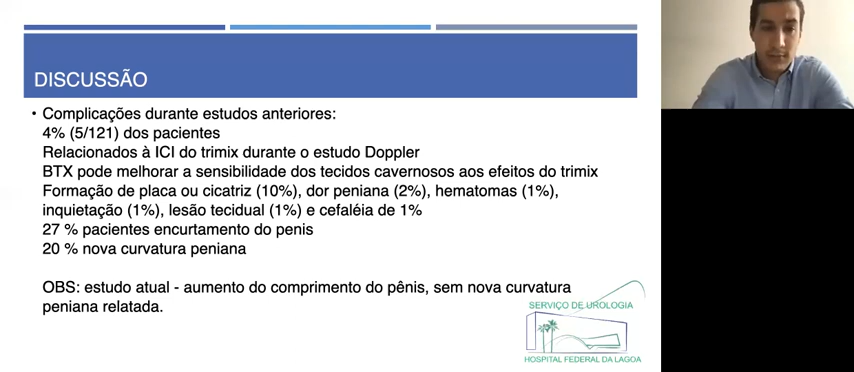 DISCUSSÃO
• Complicações durante estudos anteriores:
4% (5/121) dos pacientes
Relacionados à ICI do trimix durante o estudo Doppler
BTX pode melhorar a sensibilidade dos tecidos cavernosos aos efeitos do trimix
Formação de placa ou cicatriz (10%), dor peniana (2%), hematomas (1%),
inquietação (1%), lesão tecidual (1%) e cefaléia de 1%
27 % pacientes encurtamento do penis
20 % nova curvatura peniana
OBS: estudo atual - aumento do comprimento do pênis, sem nova curvatura
peniana relatada.
SERVIÇO DE UROLOGIA
HOSPITAL FEDERAL DA LAGOA